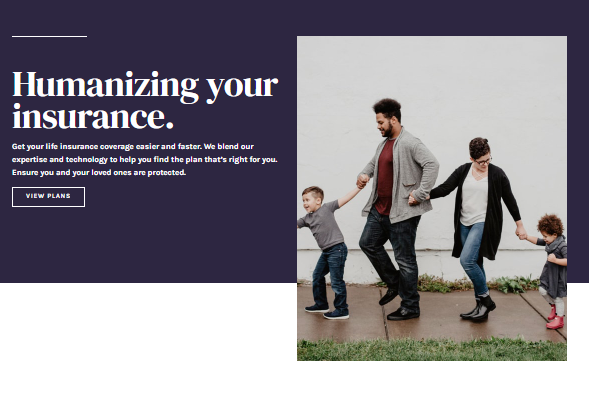 Humanizing your
insurance.
Get your life insurance coverage easier and faster. We blend our
expertise and technology to help you find the plan that's right for you.
Ensure you and your loved ones are protected.
VIEW PLANS